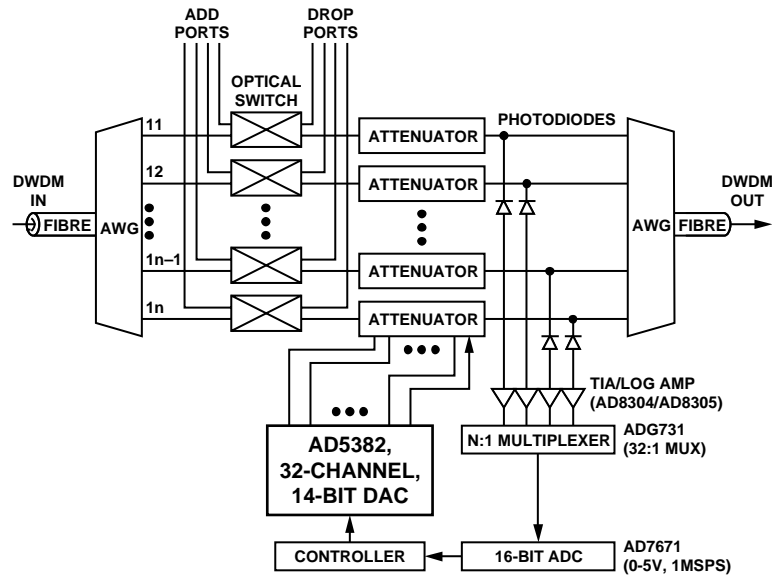 ADD
PORTS
DROP
PORTS
OPTICAL
SWITCH
PHOTODIODES
11
ATTENUATOR
12
ATTENUATOR
DWDM
IN
FIBRE
AWG
DWDM
OUT
AWG
FIBRE
1n–1
ATTENUATOR
1n
ATTENUATOR
TIA/LOG AMP
(AD8304/AD8305)
AD5382,
32-CHANNEL,
14-BIT DAC
N:1 MULTIPLEXER
ADG731
(32:1 MUX)
CONTROLLER
16-BIT ADC
AD7671
(0-5V, 1MSPS)